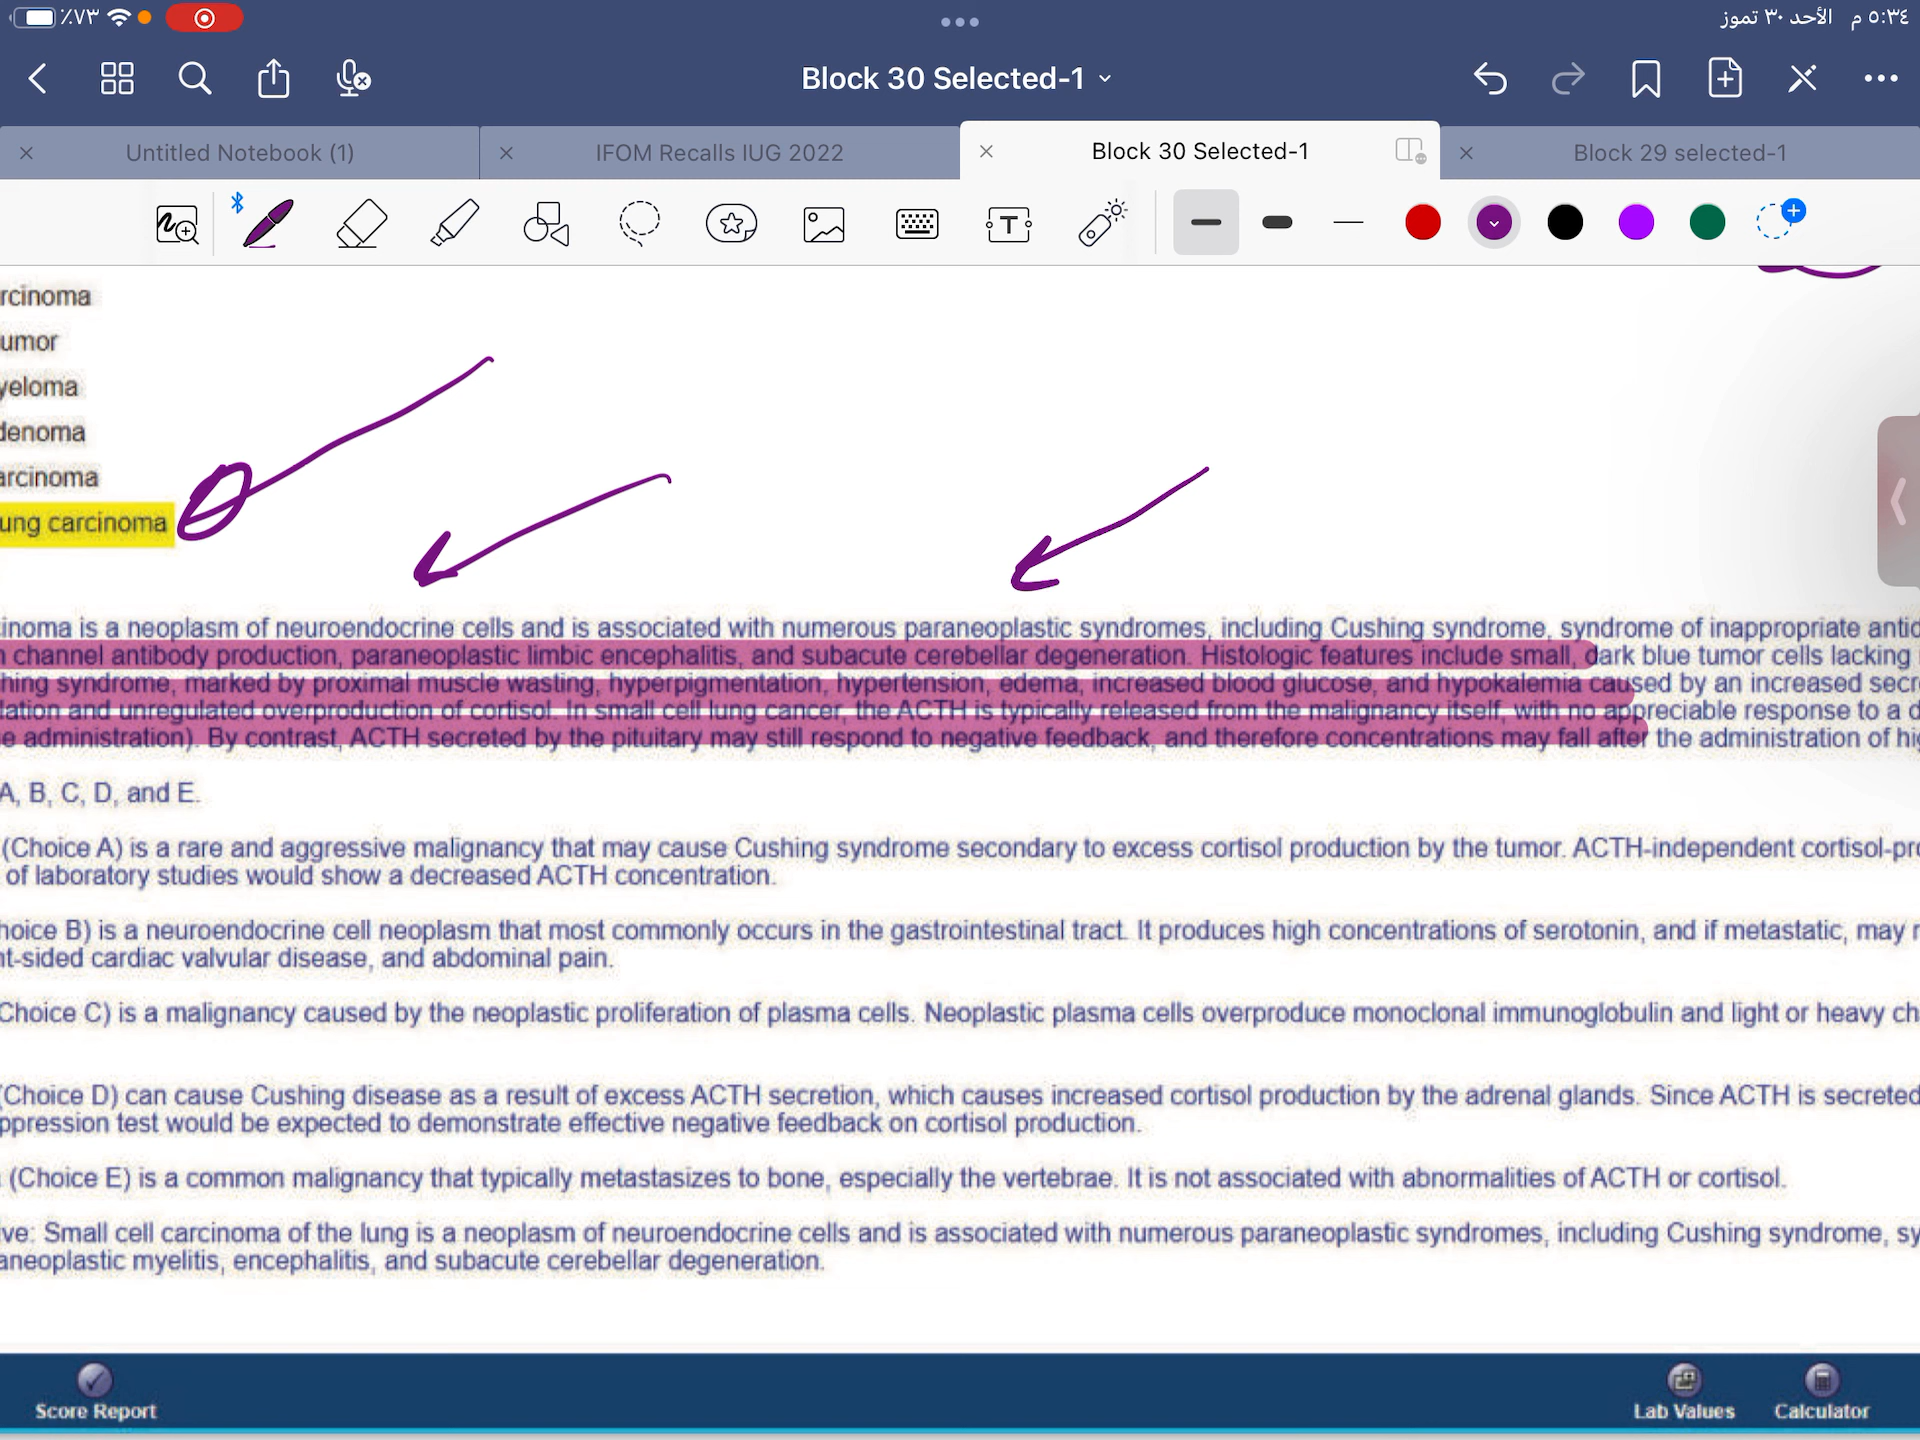 ٪٧٣
٥:٣٤ م الأحد ٣٠ تموز
Block 30 Selected-1
Untitled Notebook (1)
IFOM Recalls IUG 2022
Block 30 Selected-1
Block 29 selected-1
T
rcinoma
umor
yeloma
denoma
arcinoma
ung carcinoma
inoma is a neoplasm of neuroendocrine cells and is associated with numerous paraneoplastic syndromes, including Cushing syndrome, syndrome of inappropriate antid
channel antibody production, paraneoplastic limbic encephalitis, and subacute cerebellar degeneration. Histologic features include small, dark blue tumor cells lacking
hing syndrome, marked by proximal muscle wasting, hyperpigmentation, hypertension, edema, increased blood glucose, and hypokalemia caused by an increased secr
lation and unregulated overproduction of cortisol. In small cell lung cancer, the ACTH is typically released from the malignancy itself, with no appreciable response to a d
e administration). By contrast, ACTH secreted by the pituitary may still respond to negative feedback, and therefore concentrations may fall after the administration of hig
A, B, C, D, and E.
(Choice A) is a rare and aggressive malignancy that may cause Cushing syndrome secondary to excess cortisol production by the tumor. ACTH-independent cortisol-pro
of laboratory studies would show a decreased ACTH concentration.
hoice B) is a neuroendocrine cell neoplasm that most commonly occurs in the gastrointestinal tract. It produces high concentrations of serotonin, and if metastatic, may r
nt-sided cardiac valvular disease, and abdominal pain.
Choice C) is a malignancy caused by the neoplastic proliferation of plasma cells. Neoplastic plasma cells overproduce monoclonal immunoglobulin and light or heavy ch
(Choice D) can cause Cushing disease as a result of excess ACTH secretion, which causes increased cortisol production by the adrenal glands. Since ACTH is secreted
ppression test would be expected to demonstrate effective negative feedback on cortisol production.
(Choice E) is a common malignancy that typically metastasizes to bone, especially the vertebrae. It is not associated with abnormalities of ACTH or cortisol.
ve: Small cell carcinoma of the lung is a neoplasm of neuroendocrine cells and is associated with numerous paraneoplastic syndromes, including Cushing syndrome, sy
aneoplastic myelitis, encephalitis, and subacute cerebellar degeneration.
Score Report
Lab Values
Calculator